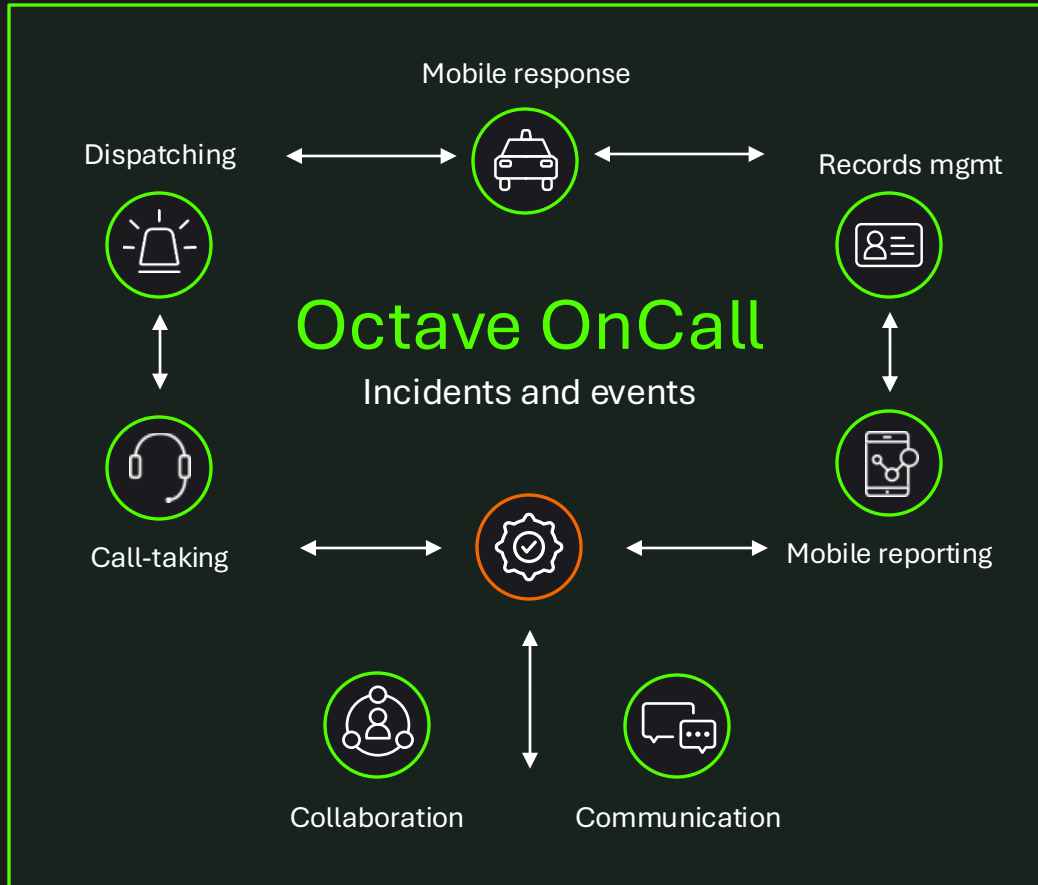 Mobile response
Dispatching
Records mgmt
Octave OnCall
Incidents and events
Call-taking
Mobile reporting
Collaboration
Communication